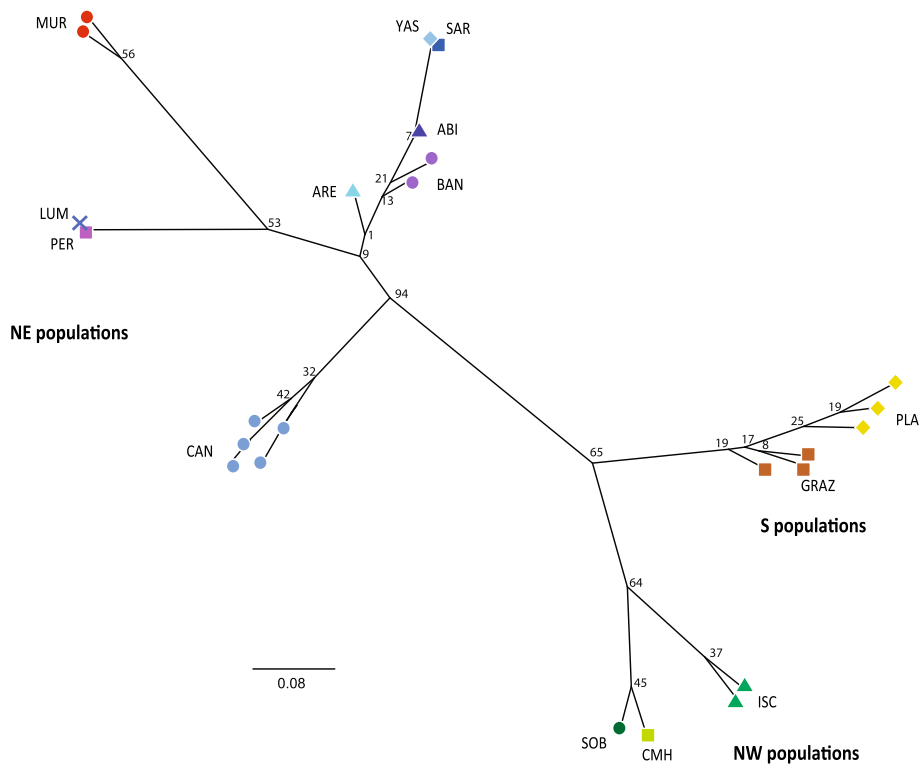 YAS
SAR
MUR
56
7
ABI
21
BAN
ARE
13
LUM
53
1
PER
9
94
NE populations
32
42
19
25
PLA
CAN
65
19
17
8
GRAZ
S populations
64
37
0.08
45
ISC
SOB
CMH
NW populations